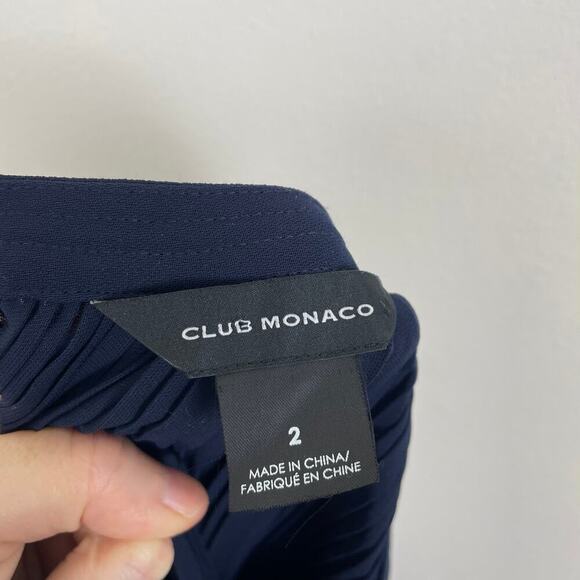 CLUB MONACO
2
MADE IN CHINA/
FABRIQUÉ EN CHINE